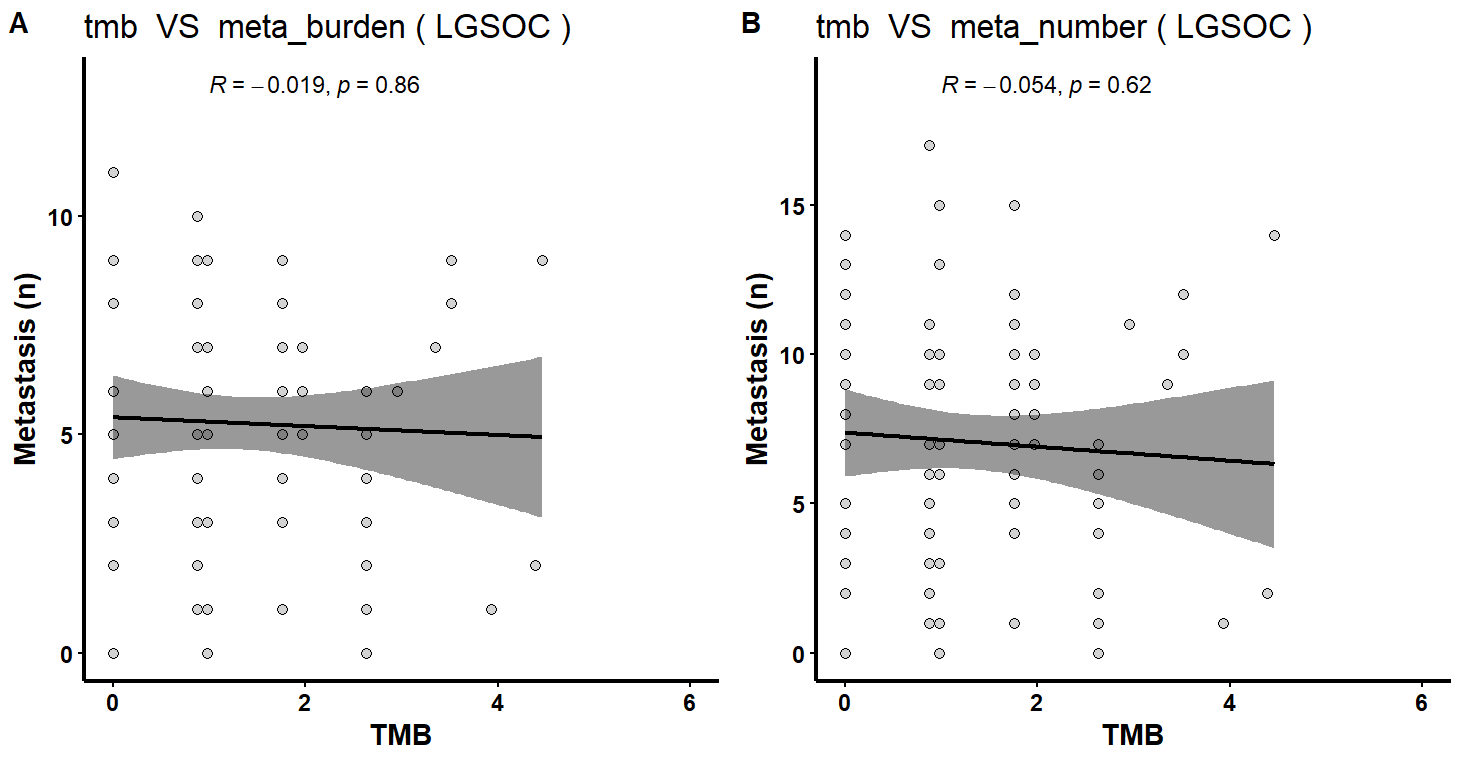 A
tmb VS meta_burden ( LGSOC )
R = −0.019, p = 0.86
Metastasis (n)
10
5
0
0 2 4 6
TMB
B
tmb VS meta_number ( LGSOC )
R = −0.054, p = 0.62
Metastasis (n)
15
10
5
0
0 2 4 6
TMB